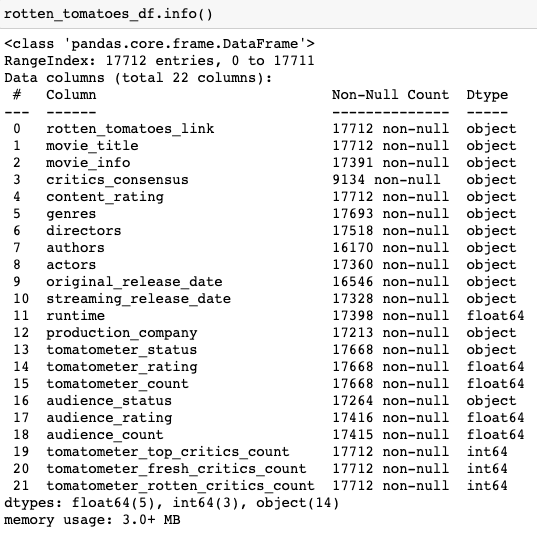 rotten_tomatoes_df.info()
<class 'pandas.core.frame.DataFrame'>
RangeIndex: 17712 entries, 0 to 17711
Data columns (total 22 columns):
 #   Column                            Non-Null Count  Dtype
---  ------                            --------------  -----
 0   rotten_tomatoes_link              17712 non-null  object
 1   movie_title                       17712 non-null  object
 2   movie_info                        17391 non-null  object
 3   critics_consensus                 9134 non-null   object
 4   content_rating                    17712 non-null  object
 5   genres                            17693 non-null  object
 6   directors                         17518 non-null  object
 7   authors                           16170 non-null  object
 8   actors                            17360 non-null  object
 9   original_release_date             16546 non-null  object
 10  streaming_release_date            17328 non-null  object
 11  runtime                           17398 non-null  float64
 12  production_company                17213 non-null  object
 13  tomatometer_status                17668 non-null  object
 14  tomatometer_rating                17668 non-null  float64
 15  tomatometer_count                 17668 non-null  float64
 16  audience_status                   17264 non-null  object
 17  audience_rating                   17416 non-null  float64
 18  audience_count                    17415 non-null  float64
 19  tomatometer_top_critics_count     17712 non-null  int64
 20  tomatometer_fresh_critics_count   17712 non-null  int64
 21  tomatometer_rotten_critics_count  17712 non-null  int64
dtypes: float64(5), int64(3), object(14)
memory usage: 3.0+ MB